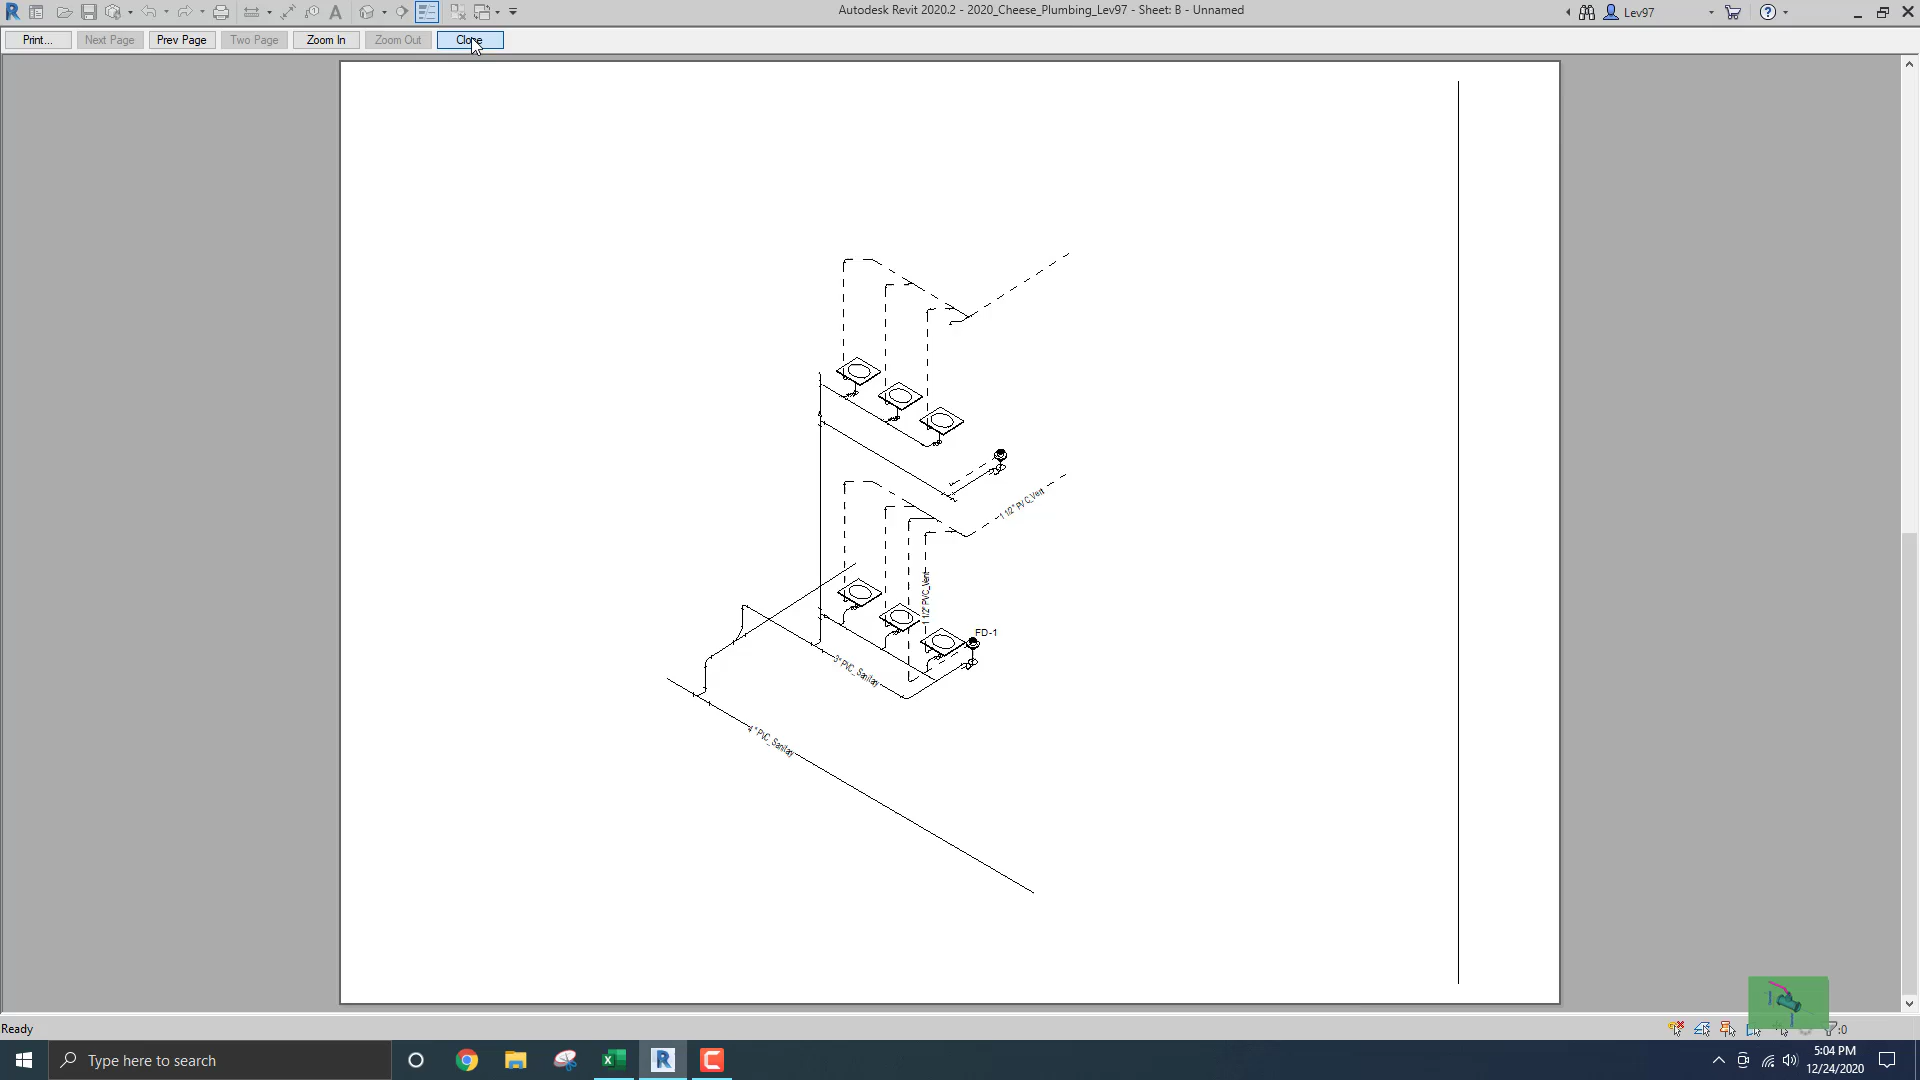 Autodesk Revit 2020.2 - 2020_Cheese_Plumbing_Lev97 - Sheet: B - Unnamed
Lev97
Print...
Next Page
Prev Page
Two Page
Zoom In
Zoom Out
Close
1 1/2" PVC_Vent
1 1/2" PVC_Vent
FD-1
3" PVC_Sanitary
4" PVC_Sanitary
Ready
:0
Type here to search
5:04 PM
12/24/2020